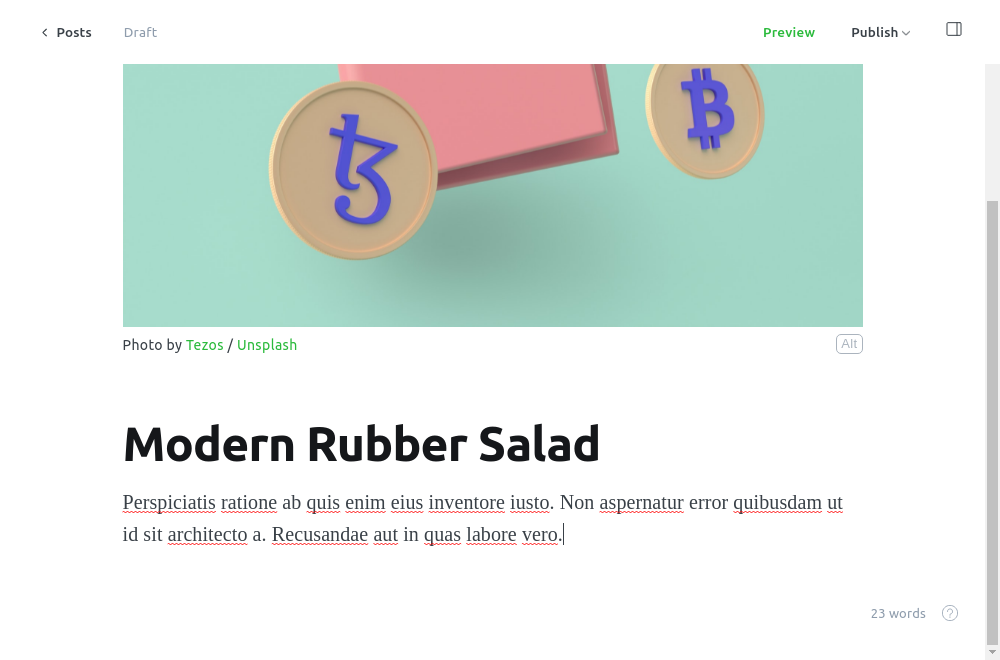 Posts Draft Preview Publish
Photo by Tezos / Unsplash Alt
Modern Rubber Salad
Perspiciatis ratione ab quis enim eius inventore iusto. Non aspernatur error quibusdam ut
id sit architecto a. Recusandae aut in quas labore vero.
23 words ?